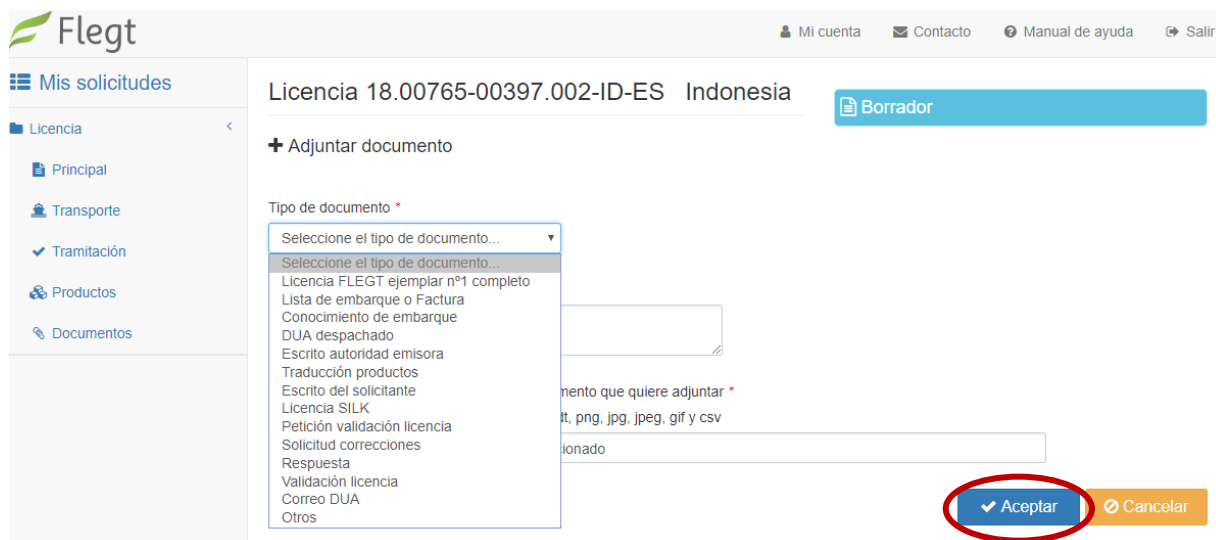 Flegt
Mi cuenta Contacto Manual de ayuda Salir
Mis solicitudes
Licencia
Principal
Transporte
Tramitación
Productos
Documentos
Licencia 18.00765-00397.002-ID-ES Indonesia
Borrador
Adjuntar documento
Tipo de documento *
Seleccione el tipo de documento...
Seleccione el tipo de documento...
Licencia FLEGT ejemplar nº1 completo
Lista de embarque o Factura
Conocimiento de embarque
DUA despachado
Escrito autoridad emisora
Traducción productos
Escrito del solicitante
Licencia SILK
Petición validación licencia
Solicitud correcciones
Respuesta
Validación licencia
Correo DUA
Otros
que quiere adjuntar *
png, jpg, jpeg, gif y csv
Aceptar Cancelar